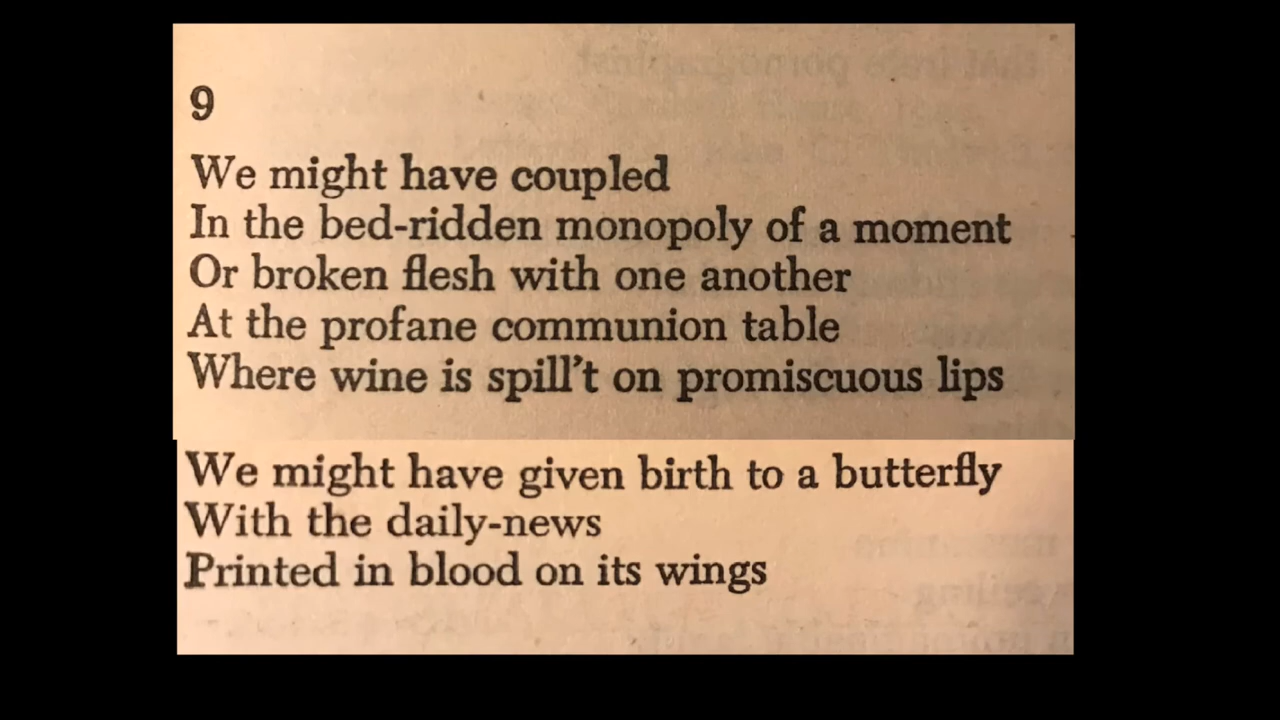 9
We might have coupled
In the bed-ridden monopoly of a moment
Or broken flesh with one another
At the profane communion table
Where wine is spill't on promiscuous lips
We might have given birth to a butterfly
With the daily-news
Printed in blood on its wings